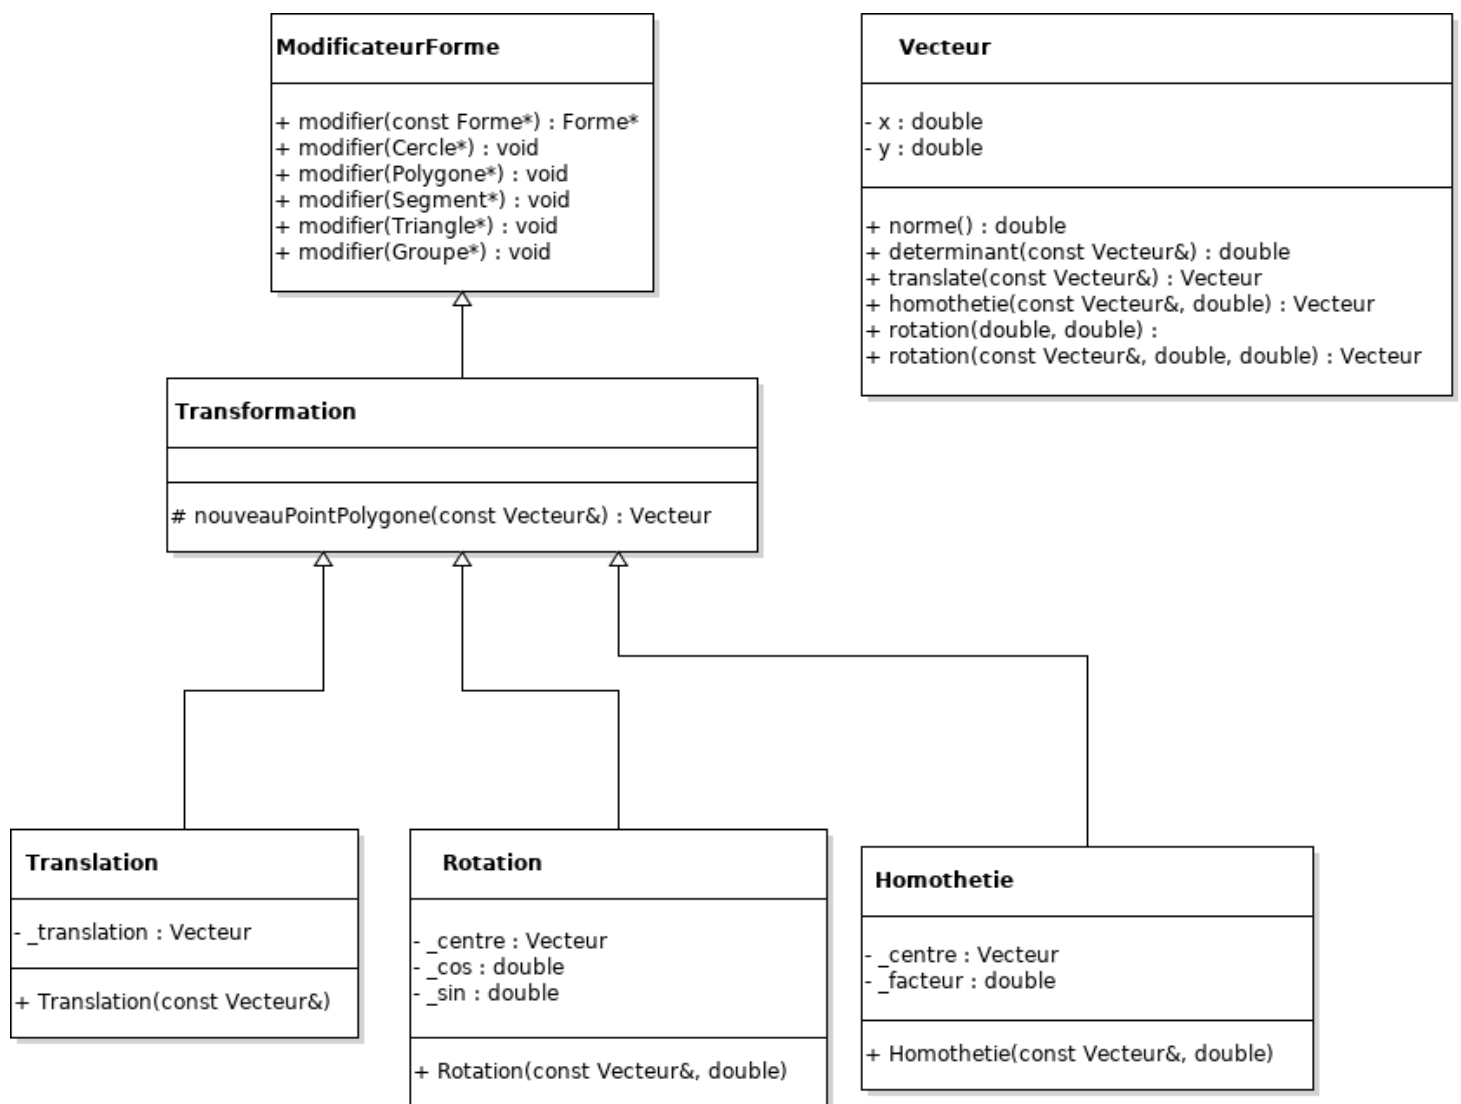 ModificateurForme
+ modifier(const Forme*) : Forme*
+ modifier(Cercle*) : void
+ modifier(Polygone*) : void
+ modifier(Segment*) : void
+ modifier(Triangle*) : void
+ modifier(Groupe*) : void
Vecteur
- x : double
- y : double
+ norme() : double
+ determinant(const Vecteur&) : double
+ translate(const Vecteur&) : Vecteur
+ homothetie(const Vecteur&, double) : Vecteur
+ rotation(double, double) :
+ rotation(const Vecteur&, double, double) : Vecteur
Transformation
# nouveauPointPolygone(const Vecteur&) : Vecteur
Translation
- _translation : Vecteur
+ Translation(const Vecteur&)
Rotation
- _centre : Vecteur
- _cos : double
- _sin : double
+ Rotation(const Vecteur&, double)
Homothetie
- _centre : Vecteur
- _facteur : double
+ Homothetie(const Vecteur&, double)